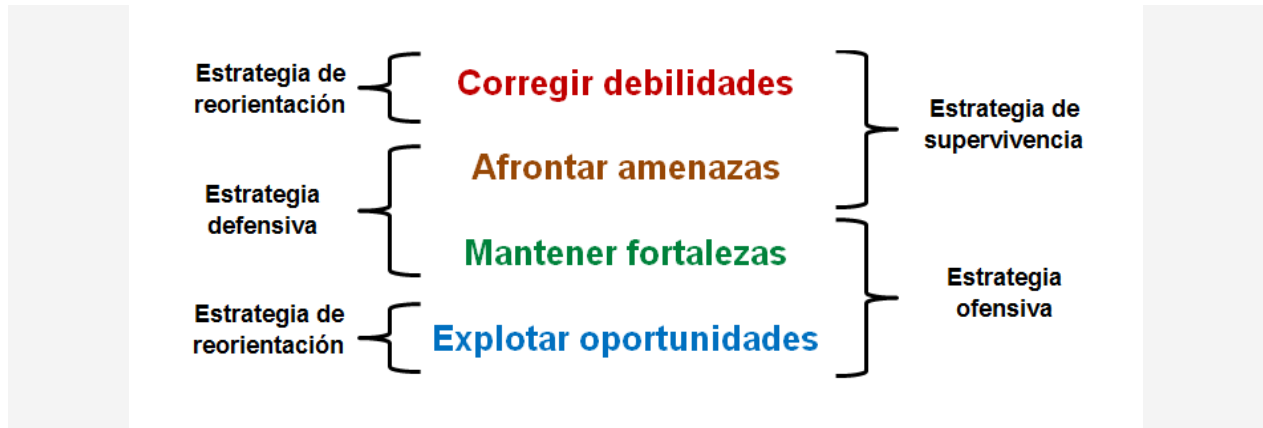 Estrategia de
reorientación
Corregir debilidades
Estrategia de
supervivencia
Afrontar amenazas
Estrategia
defensiva
Mantener fortalezas
Estrategia
ofensiva
Estrategia de
reorientación
Explotar oportunidades